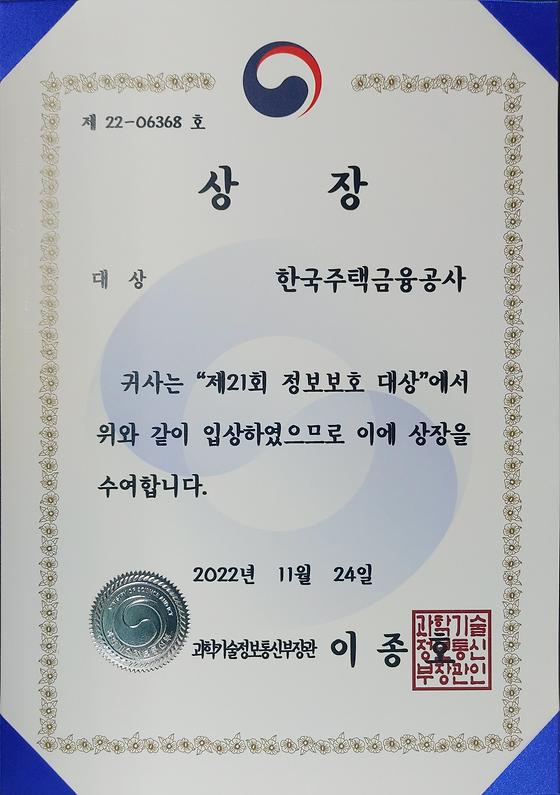 제 22-06368 호
상 장
대 상 한국주택금융공사
귀사는 “제21회 정보보호 대상”에서
위와 같이 입상하였으므로 이에 상장을
수여합니다.
2022년 11월 24일
과학기술정보통신부장관 이 종 호
과학기술
정보통신
부장관인